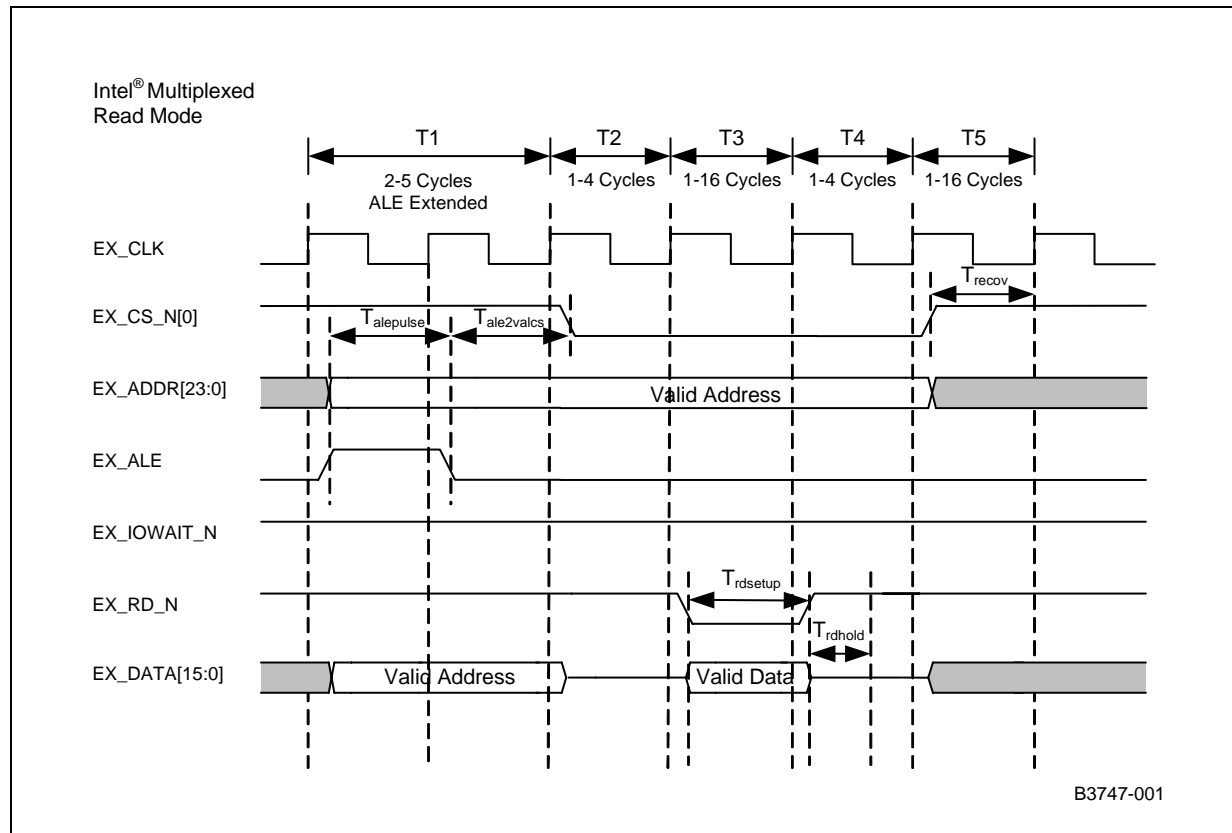 Intel® Multiplexed
Read Mode
T1 T2 T3 T4 T5
2-5 Cycles 1-4 Cycles 1-16 Cycles 1-4 Cycles 1-16 Cycles
ALE Extended
EX_CLK
Trecov
EX_CS_N[0]
Talepulse Tale2valcs
EX_ADDR[23:0] Valid Address
EX_ALE
EX_IOWAIT_N
EX_RD_N Trdsetup
Trdhold
EX_DATA[15:0] Valid Address Valid Data
B3747-001